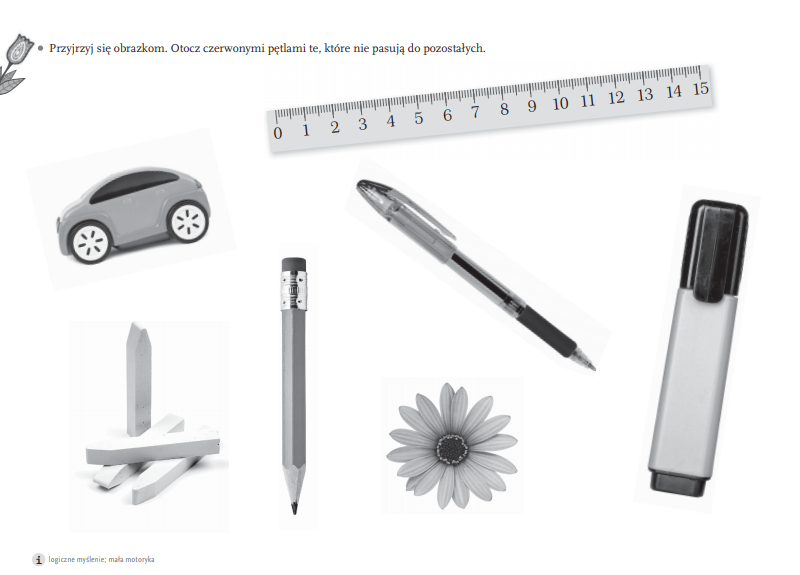 Przyjrzyj się obrazkom. Otocz czerwonymi pętlami te, które nie pasują do pozostałych.
0 1 2 3 4 5 6 7 8 9 10 11 12 13 14 15
i logiczne myślenie; mała motoryka